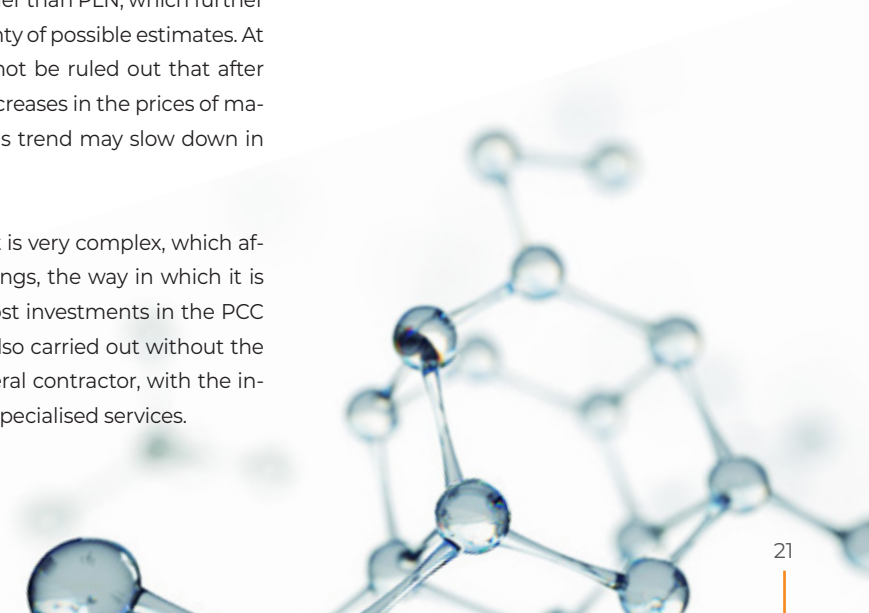 er than PLN, which further
nty of possible estimates. At
not be ruled out that after
creases in the prices of ma-
s trend may slow down in
t is very complex, which af-
ngs, the way in which it is
ost investments in the PCC
lso carried out without the
eral contractor, with the in-
pecialised services.
21